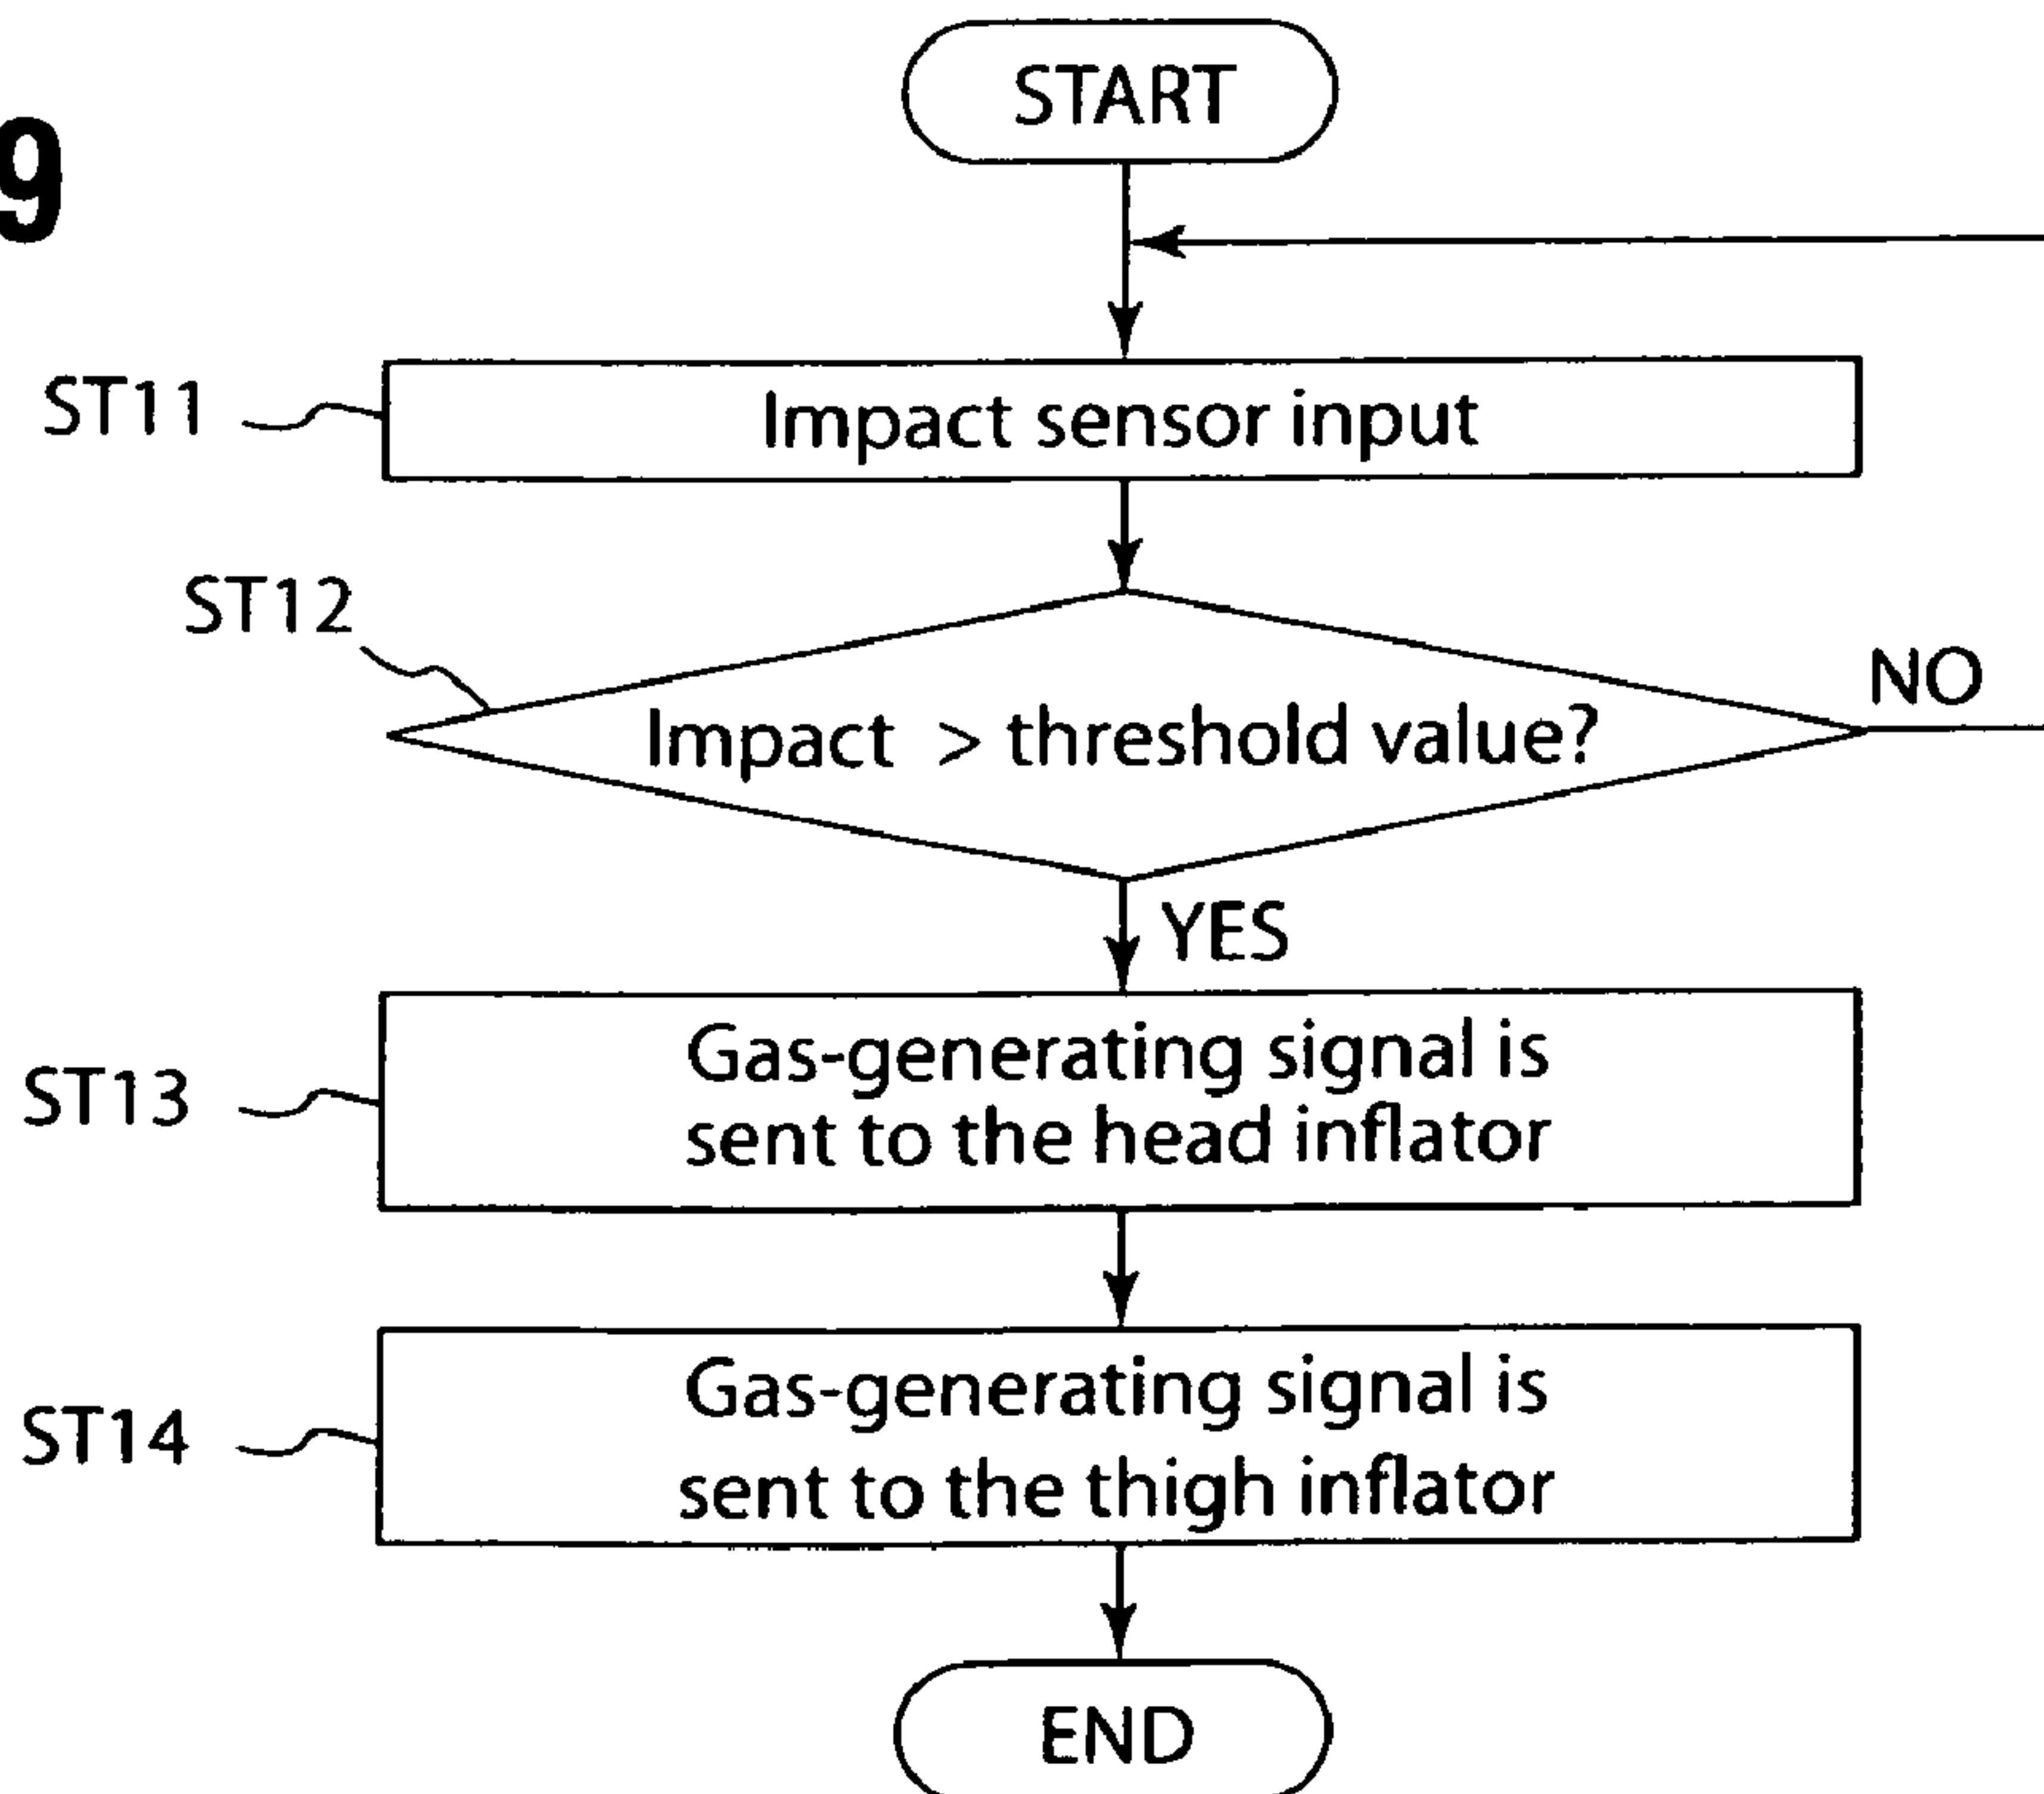 START
9
ST11
Impact sensor input
ST12
NO
Impact > threshold value?
YES
ST13
Gas-generating signal is
sent to the head inflator
ST14
Gas-generating signal is
sent to the thigh inflator
END